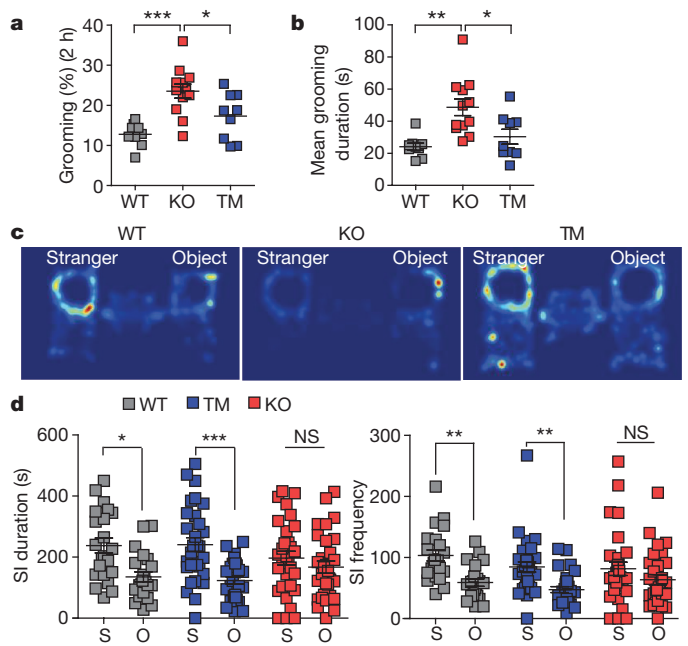 a
b
*** *
** *
Grooming (%) (2 h)
40
30
20
10
0
WT KO TM
Mean grooming
duration (s)
100
80
60
40
20
0
WT KO TM
c
WT KO TM
Stranger Object Stranger Object Stranger Object
d
WT TM KO
SI duration (s)
600
400
200
0
* *** NS
S O S O S O
SI frequency
300
200
100
0
** ** NS
S O S O S O